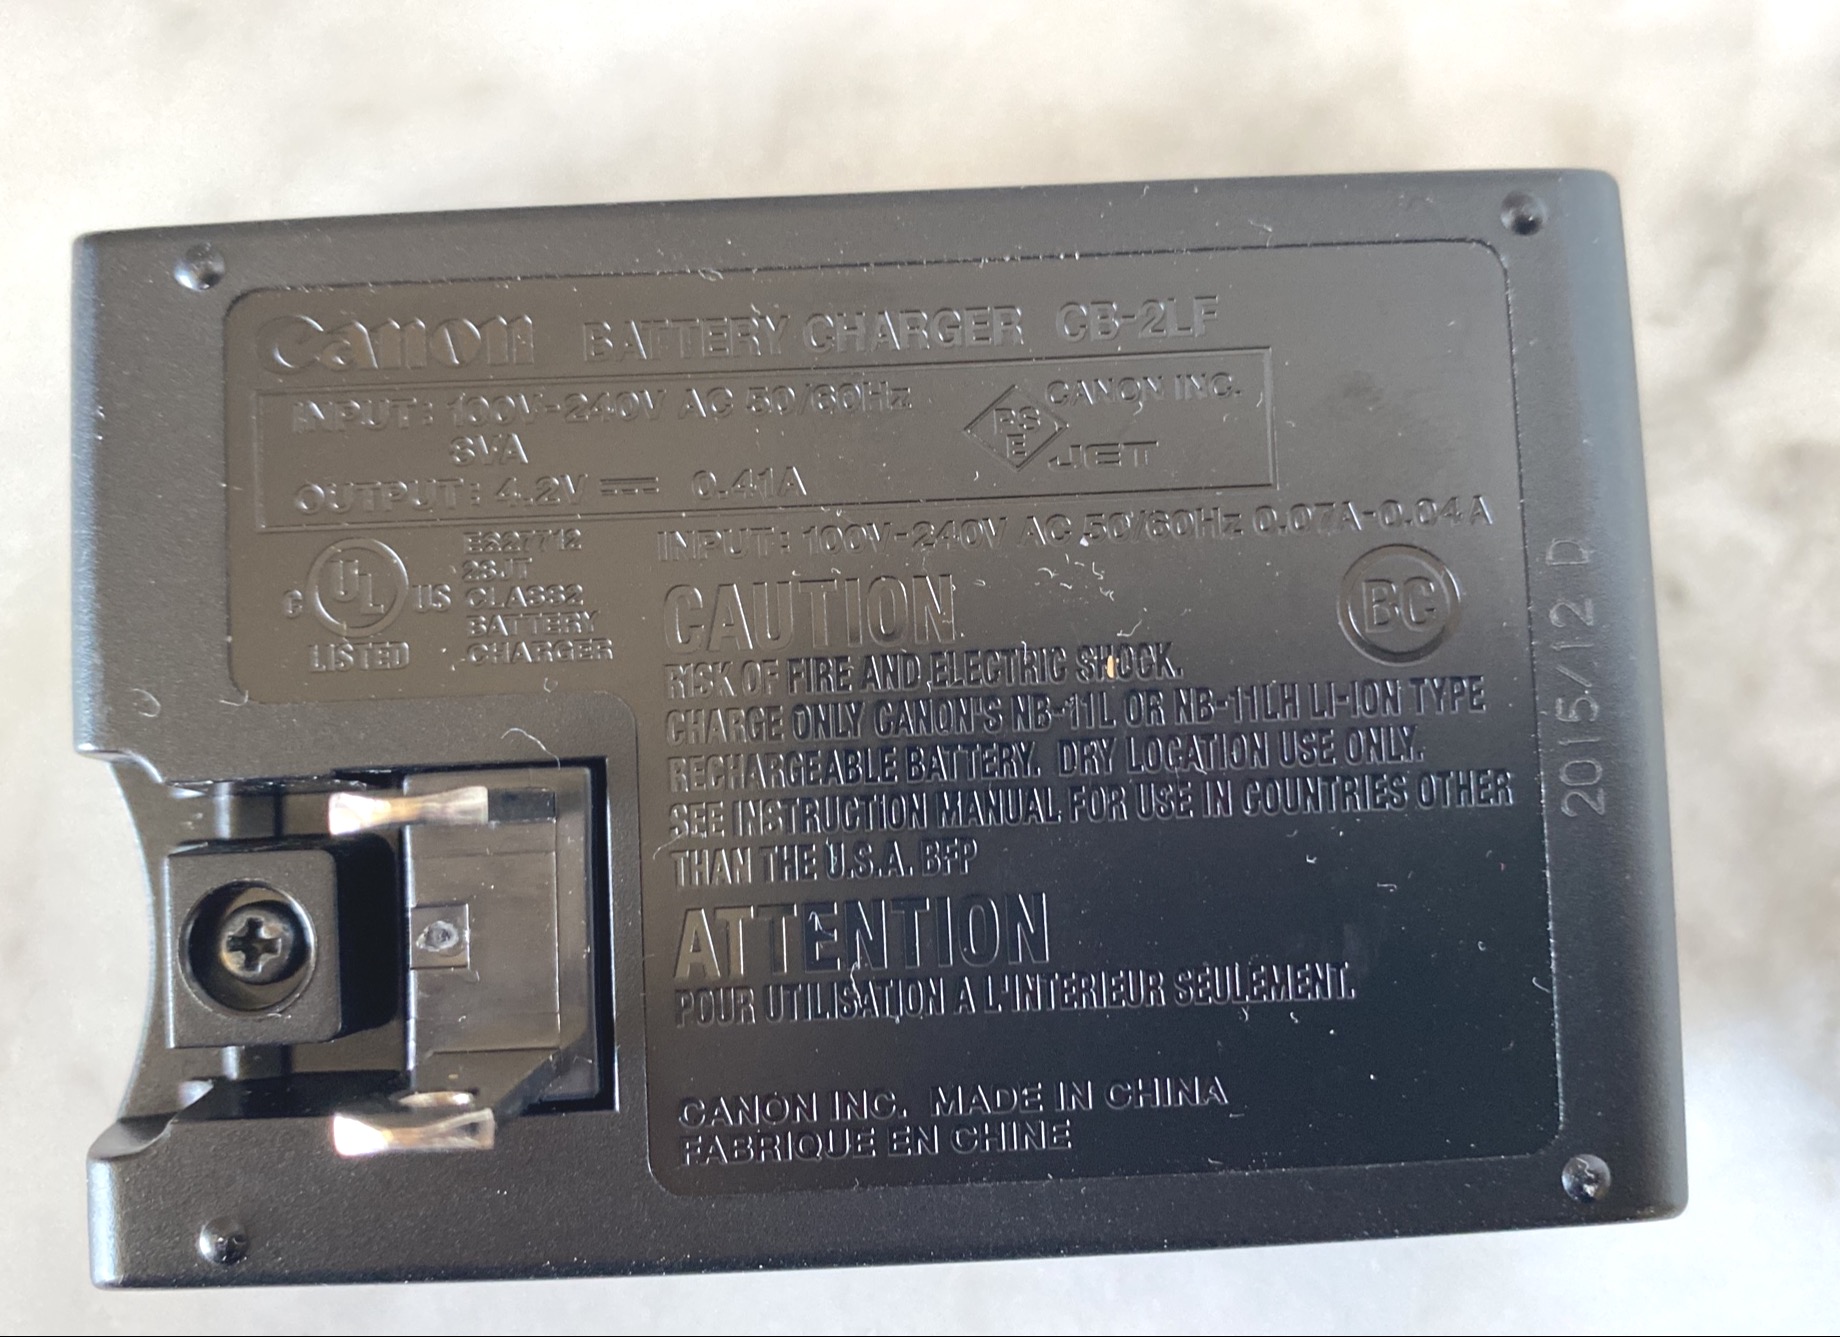 Canon BATTERY CHARGER CB-2LF
INPUT: 100V-240V AC 50/60Hz
8VA
OUTPUT: 4.2V ⎓ 0.41A
PS
E
CANON INC.
JET
C UL US
LISTED
E327712
23JT
CLASS2
BATTERY
CHARGER
INPUT: 100V-240V AC 50/60Hz 0.07A-0.04A
CAUTION
BC
RISK OF FIRE AND ELECTRIC SHOCK.
CHARGE ONLY CANON'S NB-11L OR NB-11LH LI-ION TYPE
RECHARGEABLE BATTERY. DRY LOCATION USE ONLY.
SEE INSTRUCTION MANUAL FOR USE IN COUNTRIES OTHER
THAN THE U.S.A. BFP
ATTENTION
POUR UTILISATION A L'INTERIEUR SEULEMENT.
CANON INC. MADE IN CHINA
FABRIQUE EN CHINE
2015/12 D